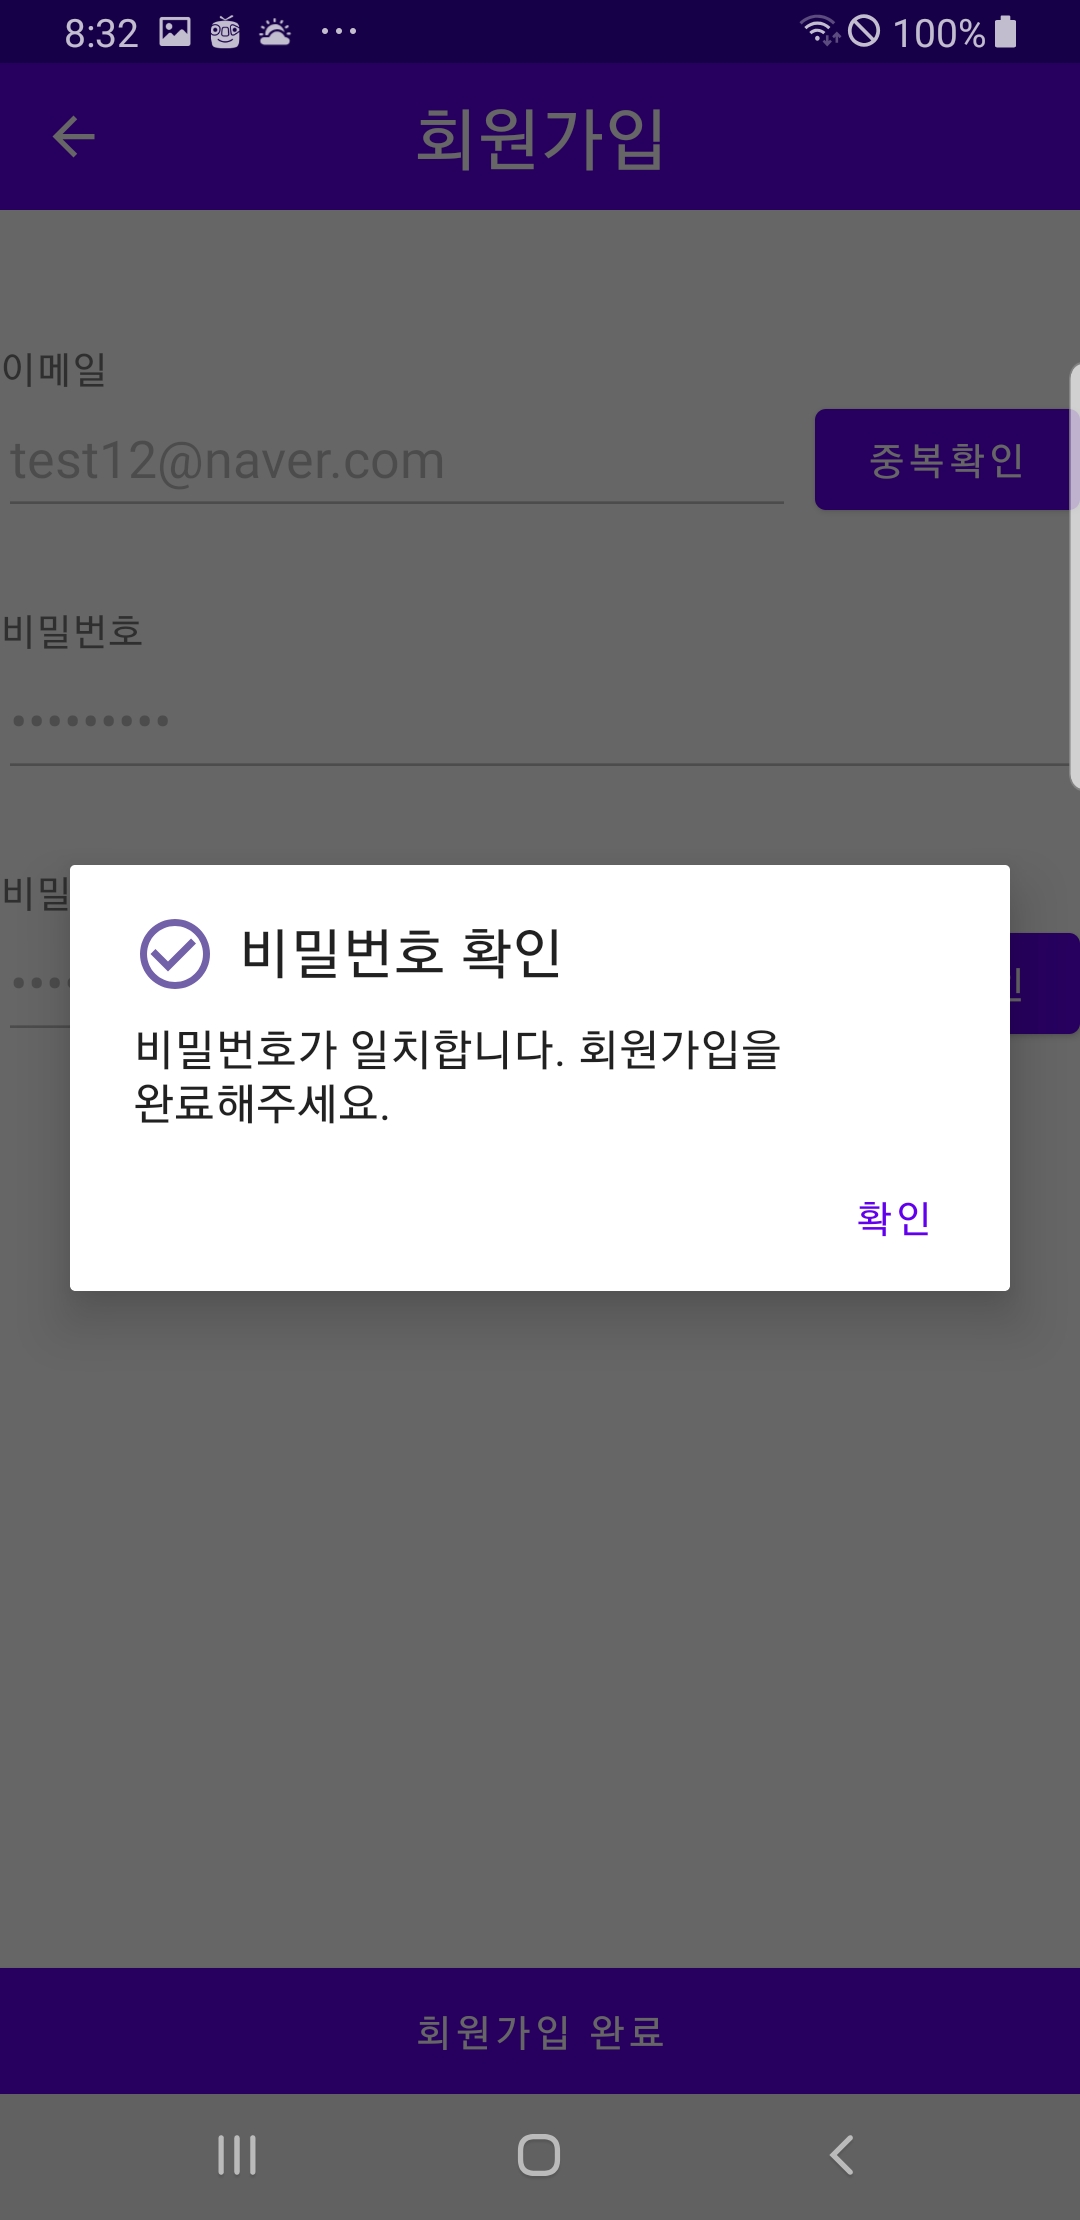 8:32
100%
회원가입
이메일
test12@naver.com
중복확인
비밀번호
비밀
비밀번호 확인
비밀번호가 일치합니다. 회원가입을
완료해주세요.
확인
회원가입 완료